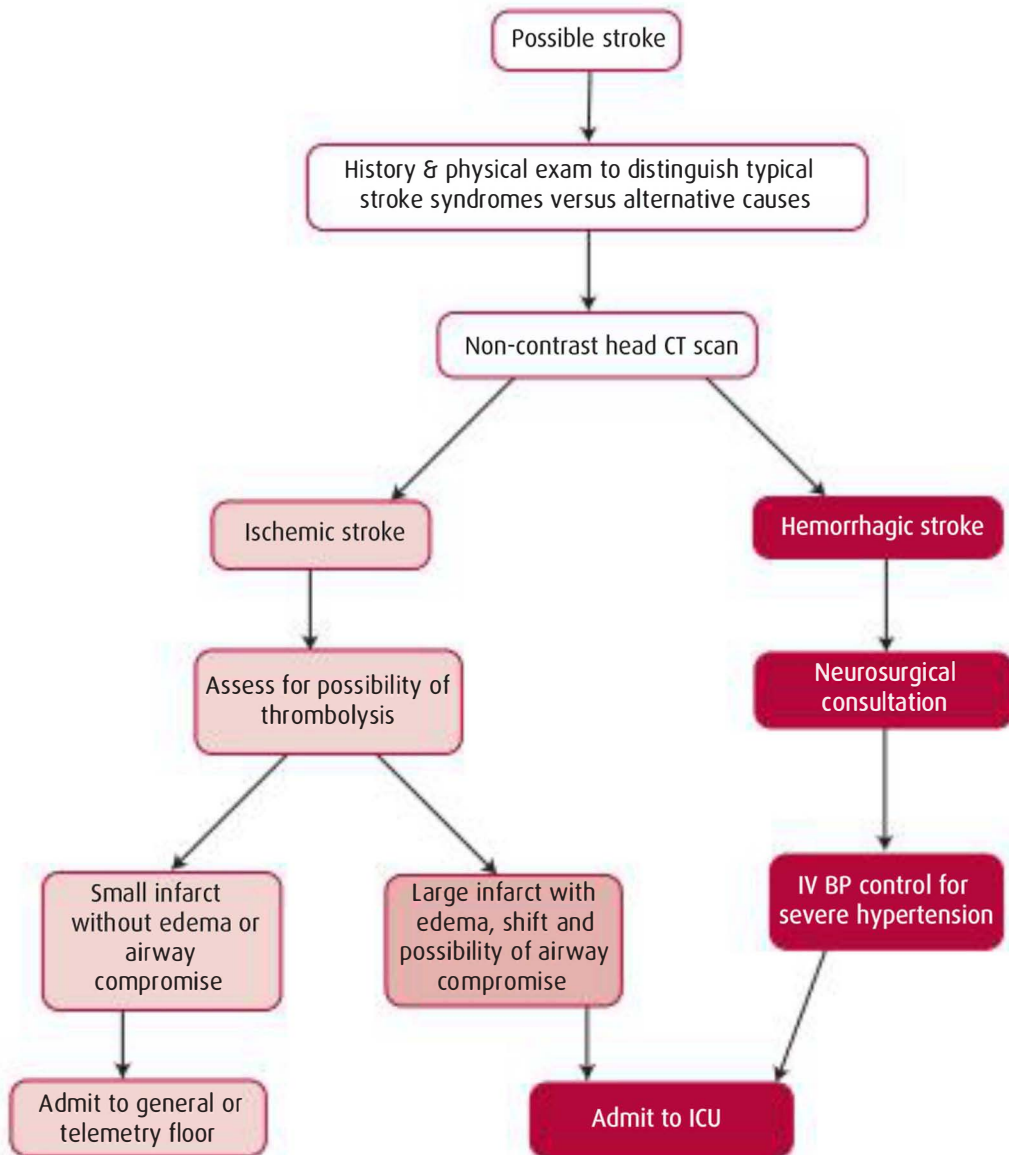 Possible stroke
History & physical exam to distinguish typical
stroke syndromes versus alternative causes
Non-contrast head CT scan
Ischemic stroke
Hemorrhagic stroke
Assess for possibility of
thrombolysis
Neurosurgical
consultation
Small infarct
without edema or
airway
compromise
Large infarct with
edema, shift and
possibility of airway
compromise
IV BP control for
severe hypertension
Admit to general or
telemetry floor
Admit to ICU